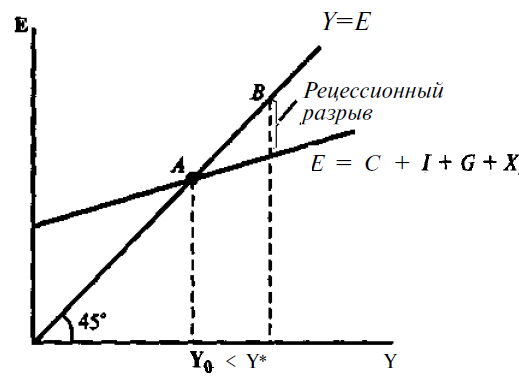 E
Y=E
B
Рецессионный
разрыв
A
E = C + I + G + X
45°
Y₀ < Y*
Y